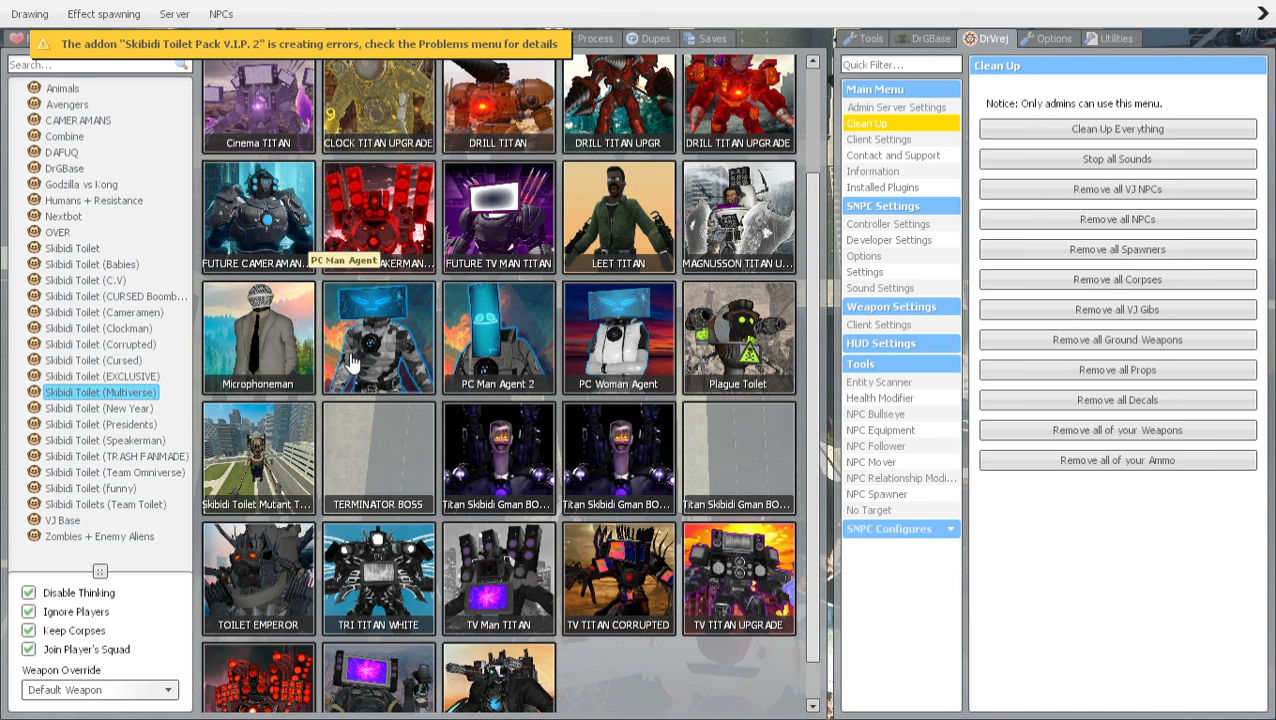 Drawing
Effect spawning
Server
NPCs
The addon "Skibidi Toilet Pack V.I.P. 2" is creating errors, check the Problems menu for details
Process
Dupes
Saves
Search...
Animals
Avengers
CAMERAMANS
Combine
DAFUQ
DrGBase
Godzilla vs Kong
Humans + Resistance
Nextbot
OVER
Skibidi Toilet
Skibidi Toilet (Babies)
Skibidi Toilet (C.V)
Skibidi Toilet (CURSED Boomb...
Skibidi Toilet (Cameramen)
Skibidi Toilet (Clockman)
Skibidi Toilet (Corrupted)
Skibidi Toilet (Cursed)
Skibidi Toilet (EXCLUSIVE)
Skibidi Toilet (Multiverse)
Skibidi Toilet (New Year)
Skibidi Toilet (Presidents)
Skibidi Toilet (Speakerman)
Skibidi Toilet (TRASH FANMADE)
Skibidi Toilet (Team Omniverse)
Skibidi Toilet (funny)
Skibidi Toilets (Team Toilet)
VJ Base
Zombies + Enemy Aliens
Disable Thinking
Ignore Players
Keep Corpses
Join Player's Squad
Weapon Override
Default Weapon
Cinema TITAN
CLOCK TITAN UPGRADE
DRILL TITAN
DRILL TITAN UPGR
DRILL TITAN UPGRADE
FUTURE CAMERAMAN...
AKERMAN...
FUTURE TV MAN TITAN
LEET TITAN
MAGNUSSON TITAN U...
PC Man Agent
Microphoneman
PC Man Agent 2
PC Woman Agent
Plague Toilet
Skibidi Toilet Mutant T...
TERMINATOR BOSS
Titan Skibidi Gman BO...
Titan Skibidi Gman BO...
Titan Skibidi Gman BO...
TOILET EMPEROR
TRI TITAN WHITE
TV Man TITAN
TV TITAN CORRUPTED
TV TITAN UPGRADE
Tools
DrGBase
DrVrej
Options
Utilities
Quick Filter...
Main Menu
Admin Server Settings
Clean Up
Client Settings
Contact and Support
Information
Installed Plugins
SNPC Settings
Controller Settings
Developer Settings
Options
Settings
Sound Settings
Weapon Settings
Client Settings
HUD Settings
Tools
Entity Scanner
Health Modifier
NPC Bullseye
NPC Equipment
NPC Follower
NPC Mover
NPC Relationship Modi...
NPC Spawner
No Target
SNPC Configures
Clean Up
Notice: Only admins can use this menu.
Clean Up Everything
Stop all Sounds
Remove all VJ NPCs
Remove all NPCs
Remove all Spawners
Remove all Corpses
Remove all VJ Gibs
Remove all Ground Weapons
Remove all Props
Remove all Decals
Remove all of your Weapons
Remove all of your Ammo